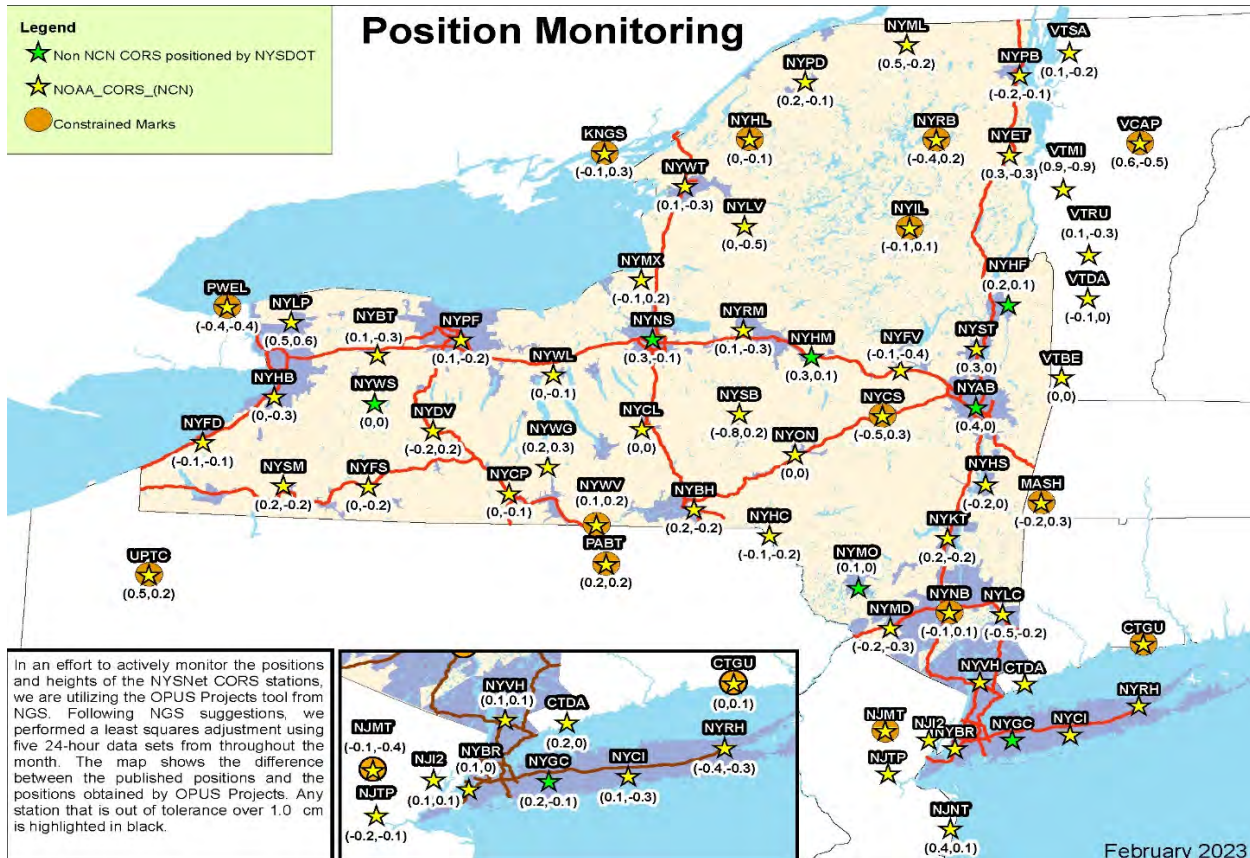 Position Monitoring
Legend
Non NCN CORS positioned by NYSDOT
NOAA_CORS_(NCN)
Constrained Marks
NYML
(0.5,-0.2)
VTSA
(0.1,-0.2)
NYPD
(0.2,-0.1)
NYPB
(-0.2,-0.1)
KNGS
(-0.1,0.3)
NYHL
(0,-0.1)
NYRB
(-0.4,0.2)
NYET
(0.3,-0.3)
VCAP
(0.6,-0.5)
VTMI
(0.9,-0.9)
NYWT
(0.1,-0.3)
NYLV
(0,-0.5)
NYIL
(-0.1,0.1)
VTRU
(0.1,-0.3)
NYMX
(-0.1,0.2)
NYHF
(0.2,0.1)
VTDA
(-0.1,0)
PWEL
(-0.4,-0.4)
NYLP
(0.5,0.6)
NYBT
(0.1,-0.3)
NYPF
(0.1,-0.2)
NYNS
(0.3,-0.1)
NYRM
(0.1,-0.3)
NYHM
(0.3,0.1)
NYFV
(-0.1,-0.4)
NYST
(0.3,0)
VTBE
(0,0)
NYHB
(0,-0.3)
NYWS
(0,0)
NYWL
(0,-0.1)
NYSB
(-0.8,0.2)
NYCS
(-0.5,0.3)
NYAB
(0.4,0)
NYFD
(-0.1,-0.1)
NYDV
(-0.2,0.2)
NYWG
(0.2,0.3)
NYCL
(0,0)
NYON
(0,0)
NYSM
(0.2,-0.2)
NYFS
(0,-0.2)
NYCP
(0,-0.1)
NYWV
(0.1,0.2)
NYBH
(0.2,-0.2)
NYHS
(-0.2,0)
MASH
(-0.2,0.3)
UPTC
(0.5,0.2)
PABT
(0.2,0.2)
NYHC
(-0.1,-0.2)
NYKT
(0.2,-0.2)
NYMO
(0.1,0)
NYMD
(-0.2,-0.3)
NYNB
(-0.1,0.1)
NYLC
(-0.5,-0.2)
CTGU
NYVH
CTDA
NYRH
NJMT
NJI2
NYBR
NYGC
NYCI
NJTP
NJNT
(0.4,0.1)
In an effort to actively monitor the positions
and heights of the NYSNet CORS stations,
we are utilizing the OPUS Projects tool from
NGS. Following NGS suggestions, we
performed a least squares adjustment using
five 24-hour data sets from throughout the
month. The map shows the difference
between the published positions and the
positions obtained by OPUS Projects. Any
station that is out of tolerance over 1.0 cm
is highlighted in black.
CTGU
(0,0.1)
NYVH
(0.1,0.1)
CTDA
(0.2,0)
NJMT
(-0.1,-0.4)
NJI2
(0.1,0.1)
NYBR
(0.1,0)
NYGC
(0.2,-0.1)
NYCI
(0.1,-0.3)
NYRH
(-0.4,-0.3)
NJTP
(-0.2,-0.1)
February 2023